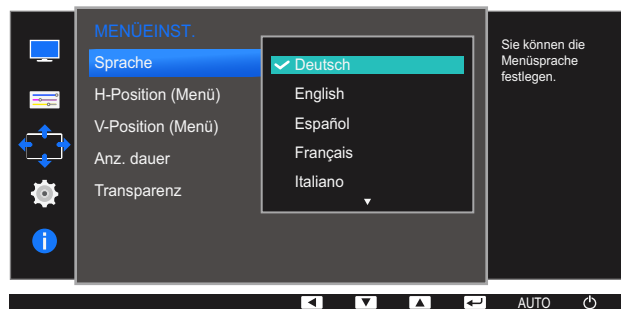 MENÜEINST.
Sprache
H-Position (Menü)
V-Position (Menü)
Anz. dauer
Transparenz
Deutsch
English
Español
Français
Italiano
Sie können die
Menüsprache
festlegen.
AUTO